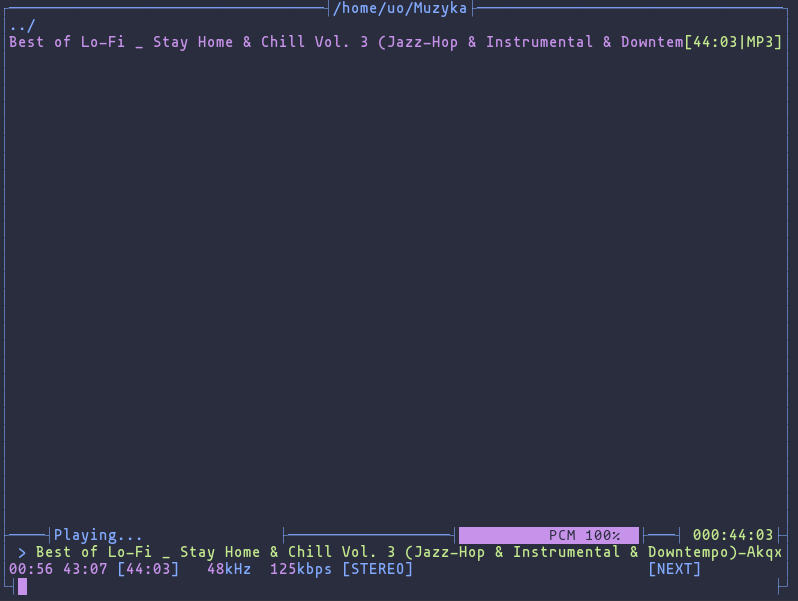 /home/uo/Muzyka
../
Best of Lo-Fi _ Stay Home & Chill Vol. 3 (Jazz-Hop & Instrumental & Downtem[44:03|MP3]
Playing... PCM 100% 000:44:03
> Best of Lo-Fi _ Stay Home & Chill Vol. 3 (Jazz-Hop & Instrumental & Downtempo)-Akqx
00:56 43:07 [44:03] 48kHz 125kbps [STEREO] [NEXT]